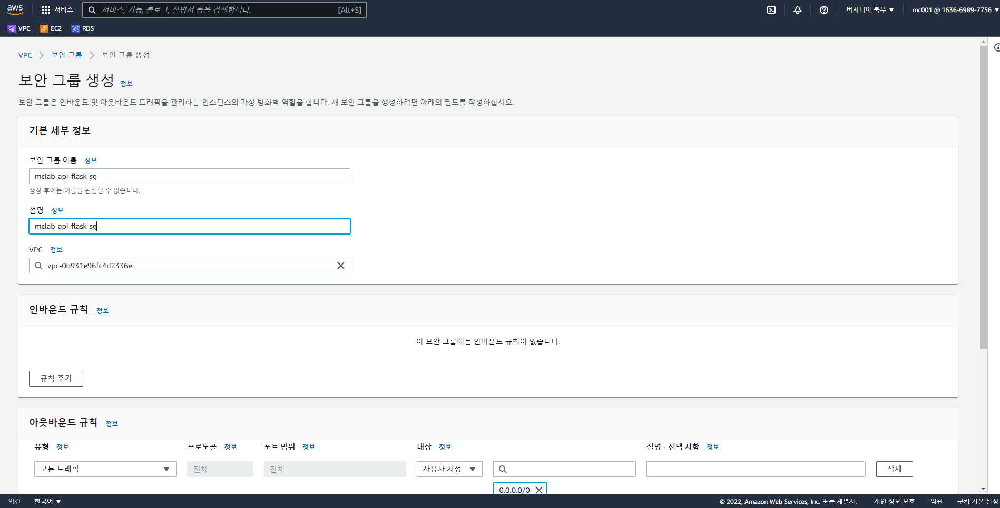 aws 서비스 서비스, 기능, 블로그, 설명서 등을 검색합니다. [Alt+S] 버지니아 북부 ▼ mc001 @ 1636-6989-7756 ▼
VPC EC2 RDS
VPC > 보안 그룹 > 보안 그룹 생성
보안 그룹 생성 정보
보안 그룹은 인바운드 및 아웃바운드 트래픽을 관리하는 인스턴스의 가상 방화벽 역할을 합니다. 새 보안 그룹을 생성하려면 아래의 필드를 작성하십시오.
기본 세부 정보
보안 그룹 이름 정보
mclab-api-flask-sg
생성 후에는 이름을 편집할 수 없습니다.
설명 정보
mclab-api-flask-sg
VPC 정보
vpc-0b931e96fc4d2336e
인바운드 규칙 정보
이 보안 그룹에는 인바운드 규칙이 없습니다.
규칙 추가
아웃바운드 규칙 정보
유형 정보 프로토콜 정보 포트 범위 정보 대상 정보 설명 - 선택 사항 정보
모든 트래픽 ▼ 전체 전체 사용자 지정 ▼ 삭제
0.0.0.0/0
의견 한국어 ▼ © 2022, Amazon Web Services, Inc. 또는 계열사. 개인 정보 보호 약관 쿠키 기본 설정